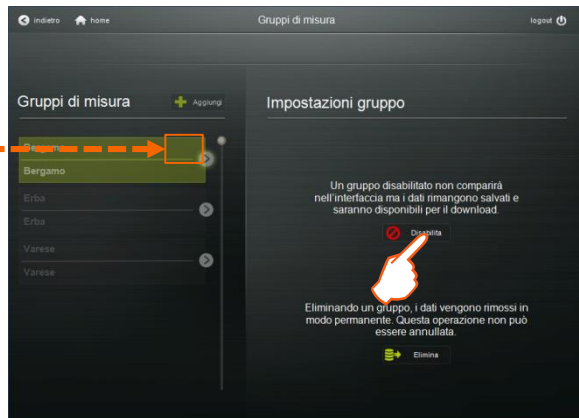 indietro home Gruppi di misura logout
Gruppi di misura Aggiungi
Bergamo
Bergamo
Erba
Erba
Varese
Varese
Impostazioni gruppo
Un gruppo disabilitato non comparirà
nell'interfaccia ma i dati rimangono salvati e
saranno disponibili per il download.
Disabilita
Eliminando un gruppo, i dati vengono rimossi in
modo permanente. Questa operazione non può
essere annullata.
Elimina